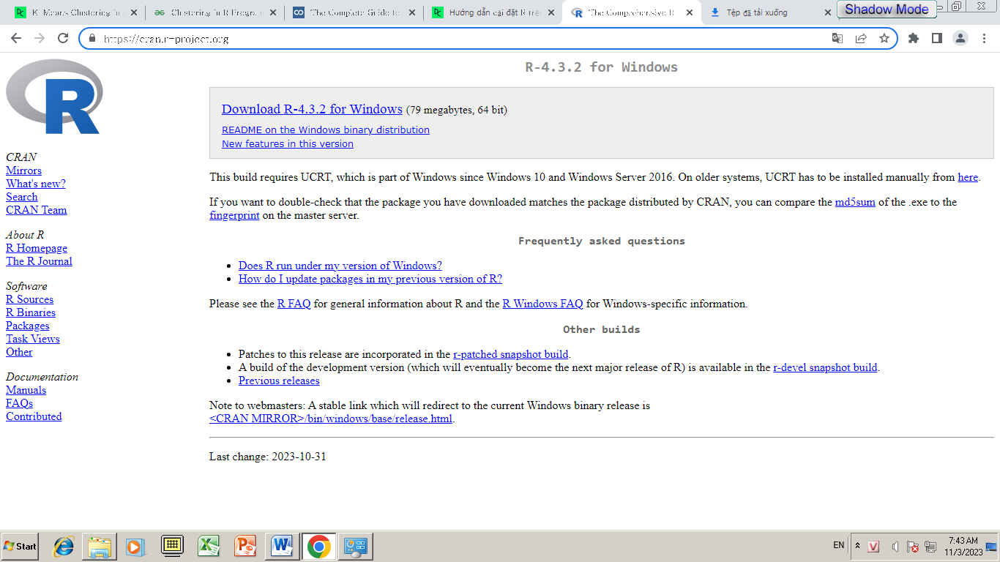 K-Means Clustering in
Clustering in R Program
The Complete Guide to
Hướng dẫn cài đặt R trên
The Comprehensive R
Tệp đã tải xuống
Shadow Mode
https://cran.r-project.org
R
R-4.3.2 for Windows
Download R-4.3.2 for Windows (79 megabytes, 64 bit)
README on the Windows binary distribution
New features in this version
CRAN
Mirrors
What's new?
Search
CRAN Team
About R
R Homepage
The R Journal
Software
R Sources
R Binaries
Packages
Task Views
Other
Documentation
Manuals
FAQs
Contributed
This build requires UCRT, which is part of Windows since Windows 10 and Windows Server 2016. On older systems, UCRT has to be installed manually from here.
If you want to double-check that the package you have downloaded matches the package distributed by CRAN, you can compare the md5sum of the .exe to the
fingerprint on the master server.
Frequently asked questions
Does R run under my version of Windows?
How do I update packages in my previous version of R?
Please see the R FAQ for general information about R and the R Windows FAQ for Windows-specific information.
Other builds
Patches to this release are incorporated in the r-patched snapshot build.
A build of the development version (which will eventually become the next major release of R) is available in the r-devel snapshot build.
Previous releases
Note to webmasters: A stable link which will redirect to the current Windows binary release is
<CRAN MIRROR>/bin/windows/base/release.html.
Last change: 2023-10-31
Start
EN
7:43 AM
11/3/2023